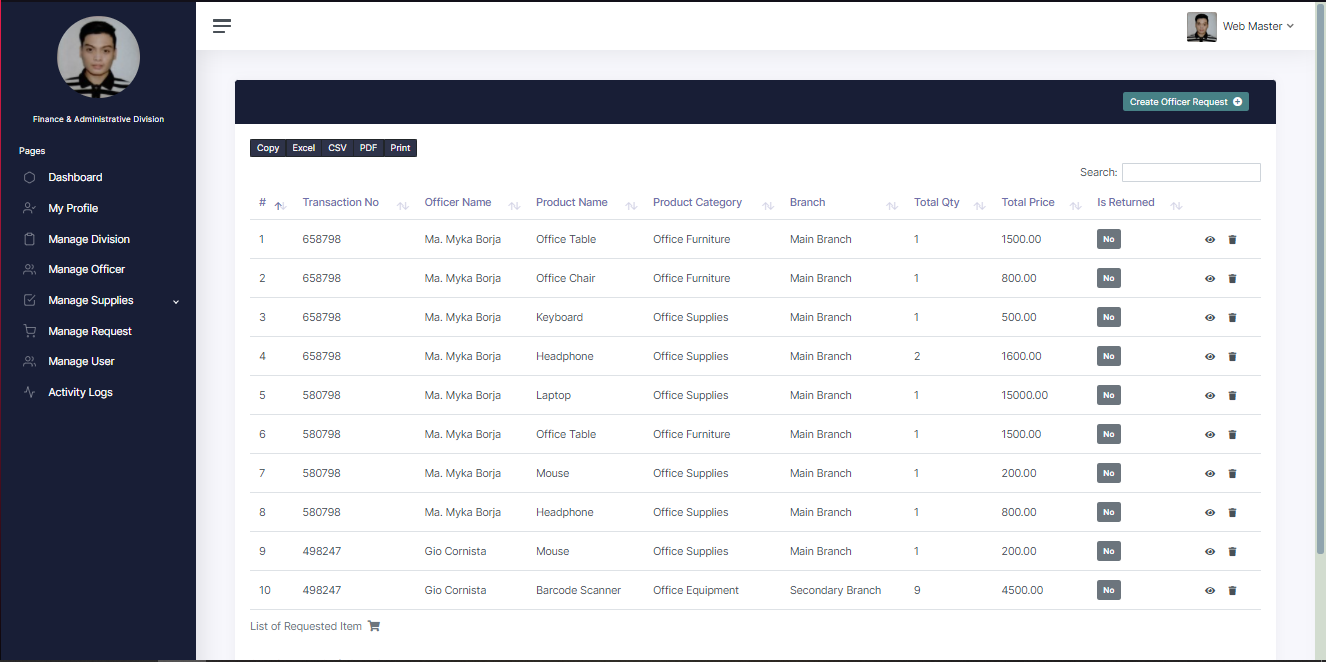 Web Master
Finance & Administrative Division
Pages
Dashboard
My Profile
Manage Division
Manage Officer
Manage Supplies
Manage Request
Manage User
Activity Logs
Create Officer Request
Copy Excel CSV PDF Print
Search:
# Transaction No Officer Name Product Name Product Category Branch Total Qty Total Price Is Returned
1 658798 Ma. Myka Borja Office Table Office Furniture Main Branch 1 1500.00 No
2 658798 Ma. Myka Borja Office Chair Office Furniture Main Branch 1 800.00 No
3 658798 Ma. Myka Borja Keyboard Office Supplies Main Branch 1 500.00 No
4 658798 Ma. Myka Borja Headphone Office Supplies Main Branch 2 1600.00 No
5 580798 Ma. Myka Borja Laptop Office Supplies Main Branch 1 15000.00 No
6 580798 Ma. Myka Borja Office Table Office Furniture Main Branch 1 1500.00 No
7 580798 Ma. Myka Borja Mouse Office Supplies Main Branch 1 200.00 No
8 580798 Ma. Myka Borja Headphone Office Supplies Main Branch 1 800.00 No
9 498247 Gio Cornista Mouse Office Supplies Main Branch 1 200.00 No
10 498247 Gio Cornista Barcode Scanner Office Equipment Secondary Branch 9 4500.00 No
List of Requested Item